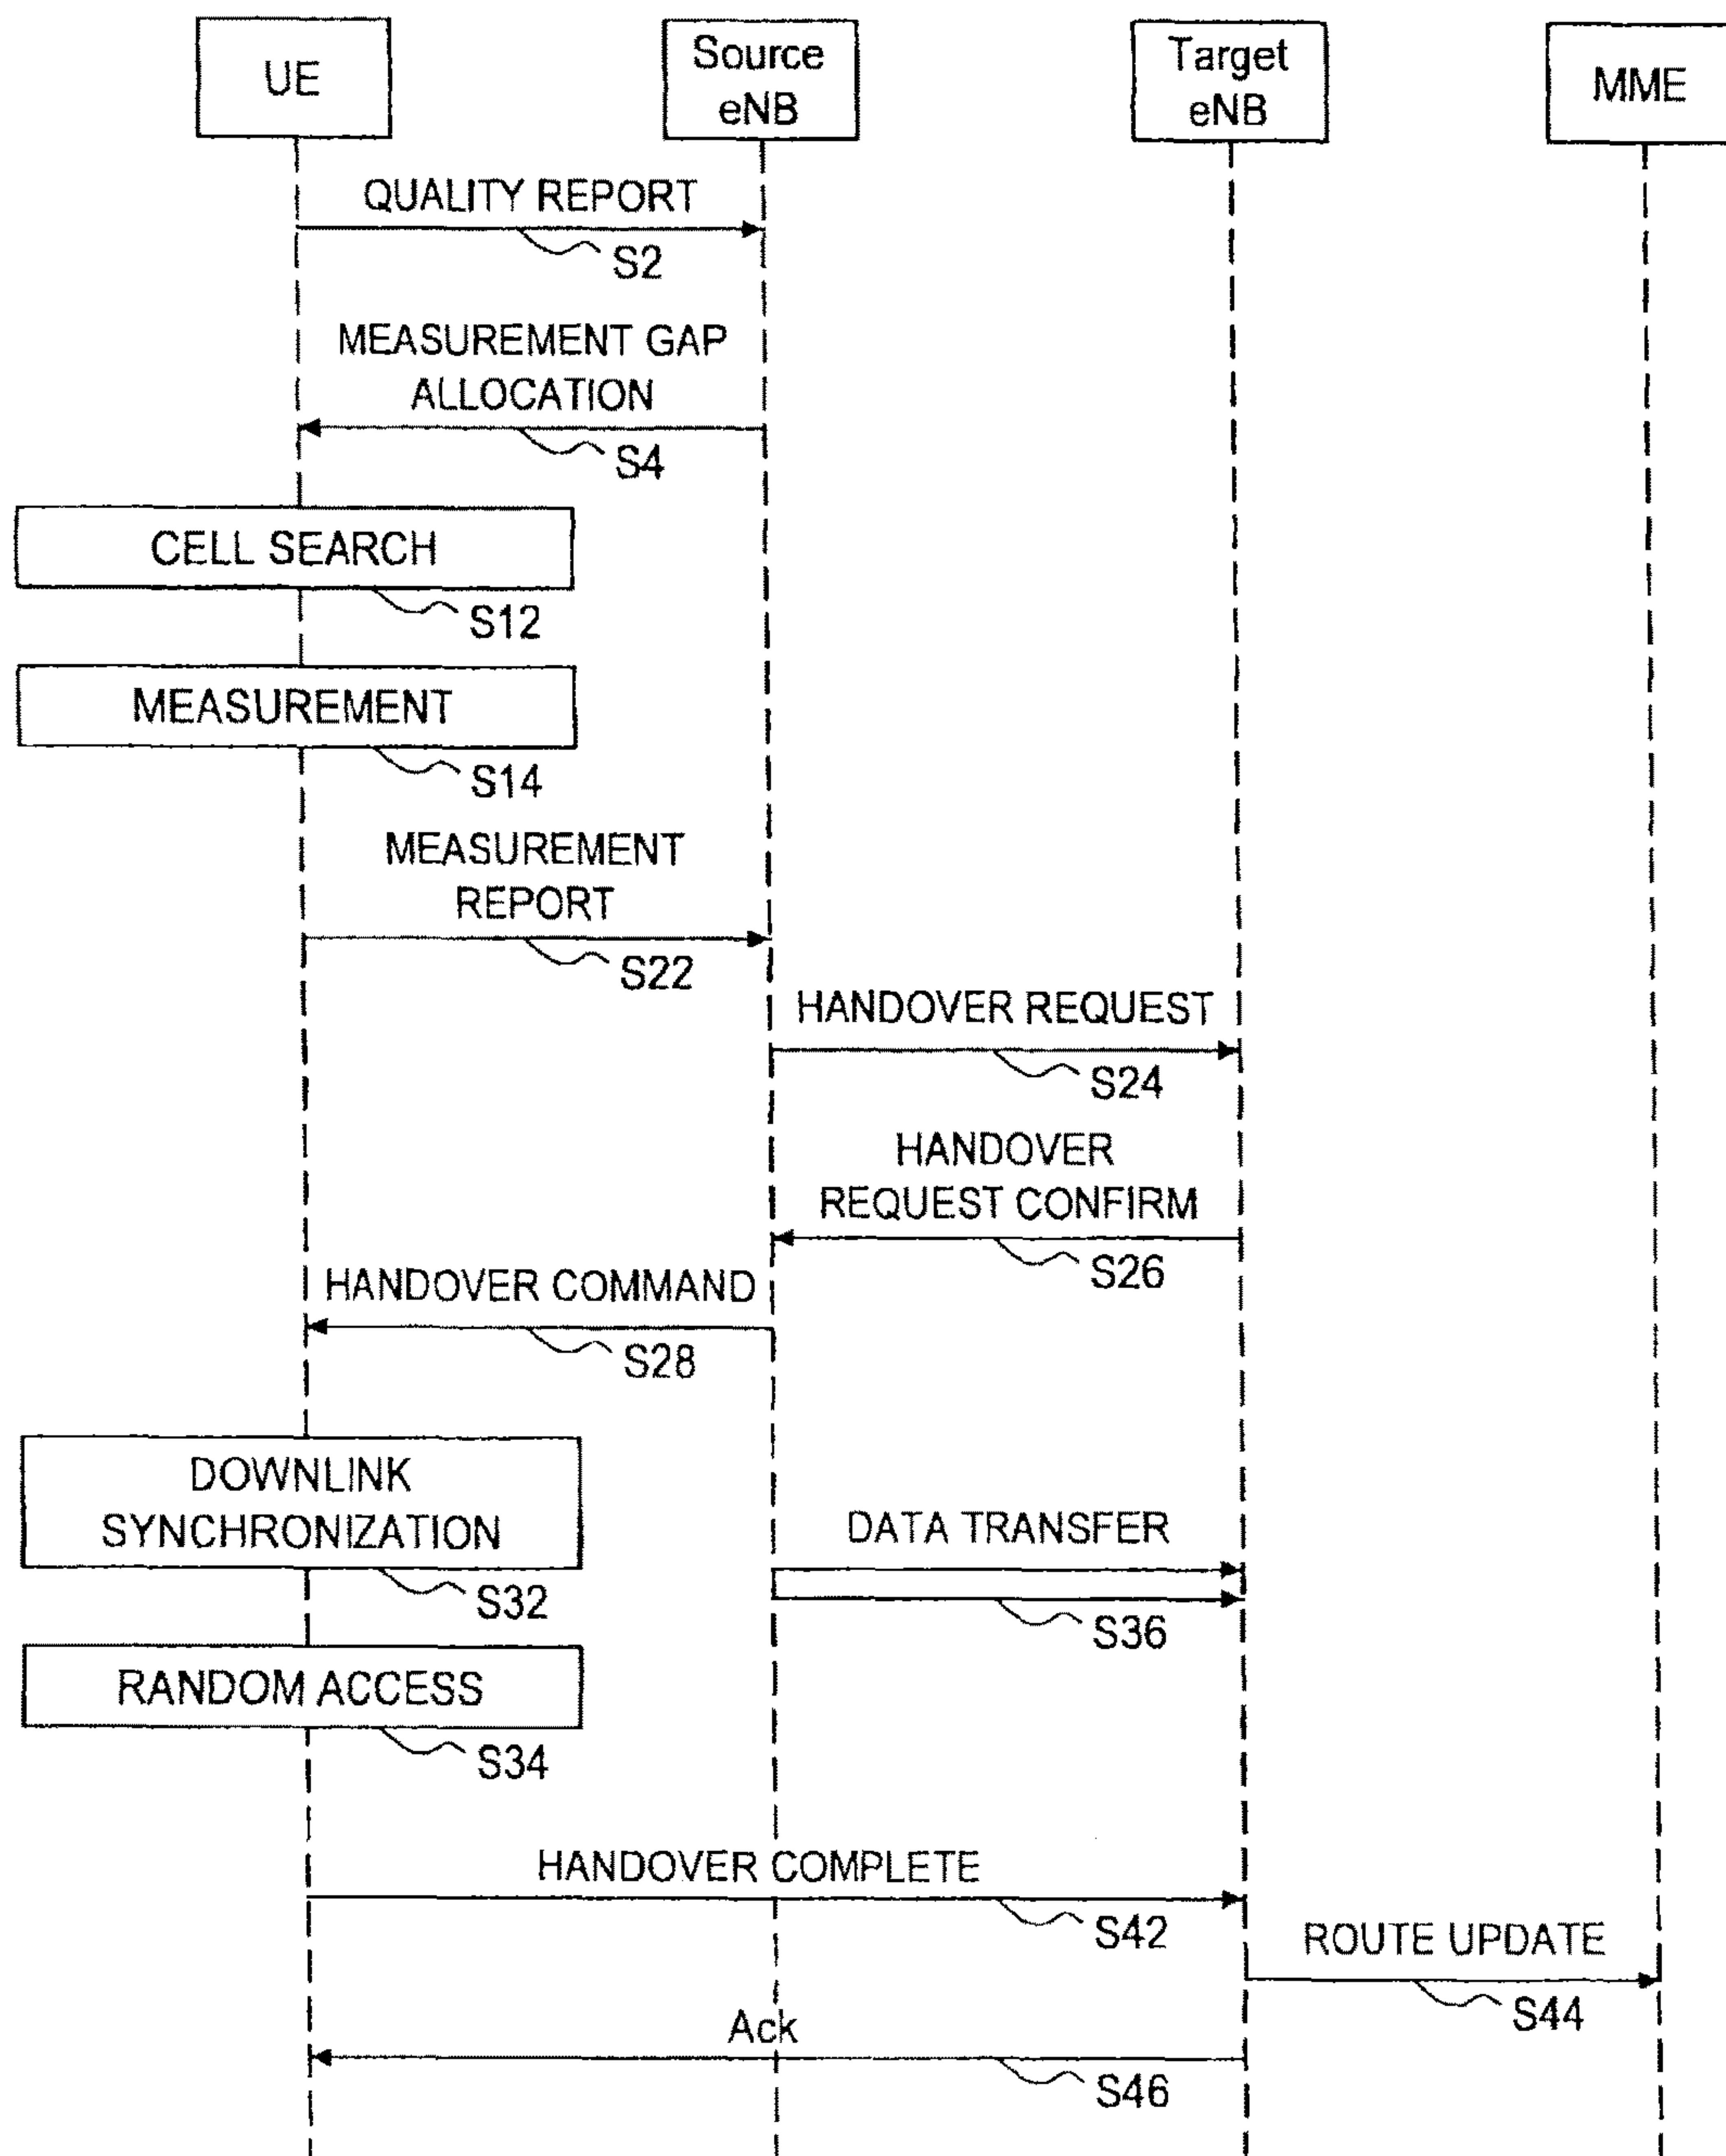 UE
Source
eNB
Target
eNB
MME
QUALITY REPORT
S2
MEASUREMENT GAP
ALLOCATION
S4
CELL SEARCH
S12
MEASUREMENT
S14
MEASUREMENT
REPORT
S22
HANDOVER REQUEST
S24
HANDOVER
REQUEST CONFIRM
S26
HANDOVER COMMAND
S28
DOWNLINK
SYNCHRONIZATION
S32
DATA TRANSFER
S36
RANDOM ACCESS
S34
HANDOVER COMPLETE
S42
ROUTE UPDATE
S44
Ack
S46